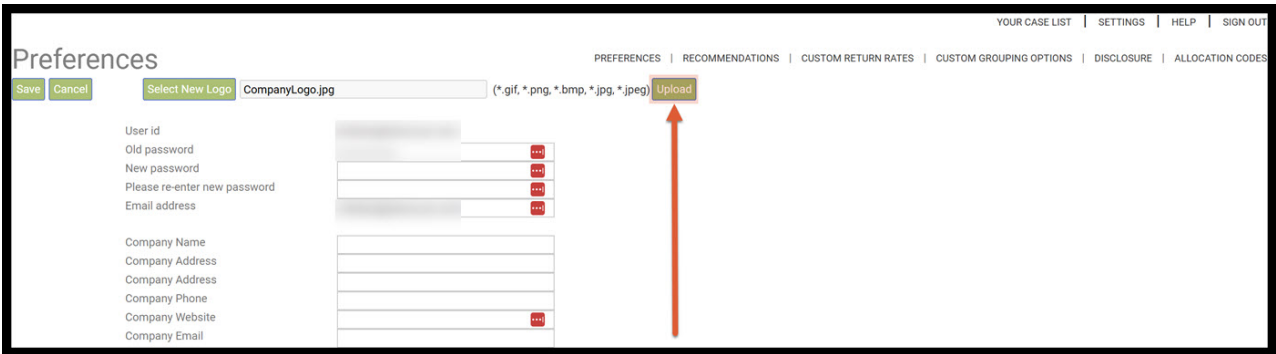 YOUR CASE LIST | SETTINGS | HELP | SIGN OUT
Preferences
PREFERENCES | RECOMMENDATIONS | CUSTOM RETURN RATES | CUSTOM GROUPING OPTIONS | DISCLOSURE | ALLOCATION CODES
Save Cancel Select New Logo CompanyLogo.jpg (*.gif, *.png, *.bmp, *.jpg, *.jpeg) Upload
User id
Old password
New password
Please re-enter new password
Email address
Company Name
Company Address
Company Address
Company Phone
Company Website
Company Email